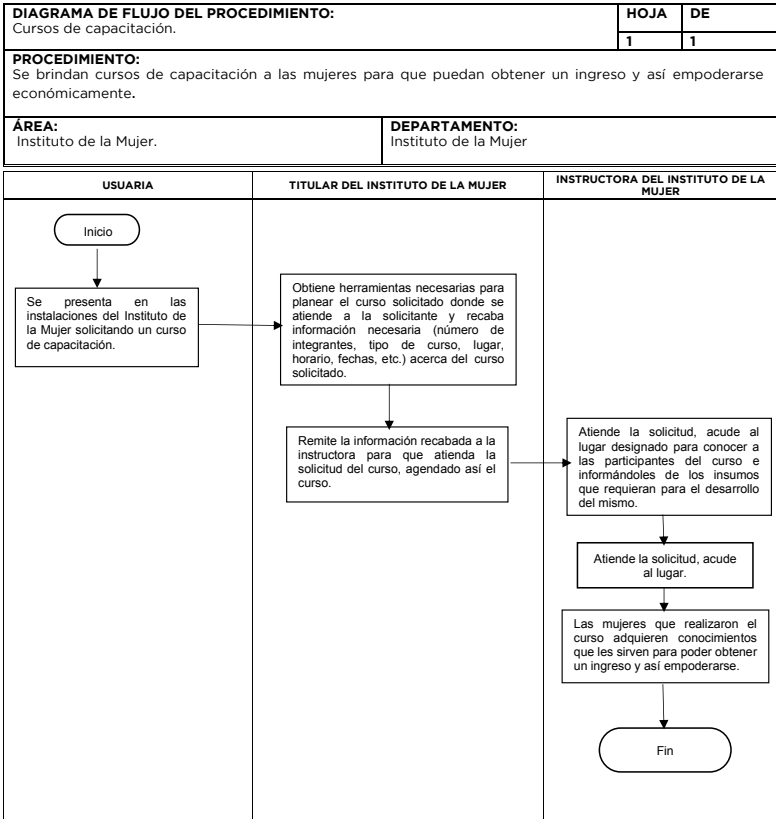 DIAGRAMA DE FLUJO DEL PROCEDIMIENTO:
Cursos de capacitación.
HOJA
DE
1
1
PROCEDIMIENTO:
Se brindan cursos de capacitación a las mujeres para que puedan obtener un ingreso y así empoderarse
económicamente.
ÁREA:
Instituto de la Mujer.
DEPARTAMENTO:
Instituto de la Mujer
USUARIA
TITULAR DEL INSTITUTO DE LA MUJER
INSTRUCTORA DEL INSTITUTO DE LA
MUJER
Inicio
Se presenta en las
instalaciones del Instituto de
la Mujer solicitando un curso
de capacitación.
Obtiene herramientas necesarias para
planear el curso solicitado donde se
atiende a la solicitante y recaba
información necesaria (número de
integrantes, tipo de curso, lugar,
horario, fechas, etc.) acerca del curso
solicitado.
Remite la información recabada a la
instructora para que atienda la
solicitud del curso, agendado así el
curso.
Atiende la solicitud, acude al
lugar designado para conocer a
las participantes del curso e
informándoles de los insumos
que requieran para el desarrollo
del mismo.
Atiende la solicitud, acude
al lugar.
Las mujeres que realizaron el
curso adquieren conocimientos
que les sirven para poder obtener
un ingreso y así empoderarse.
Fin